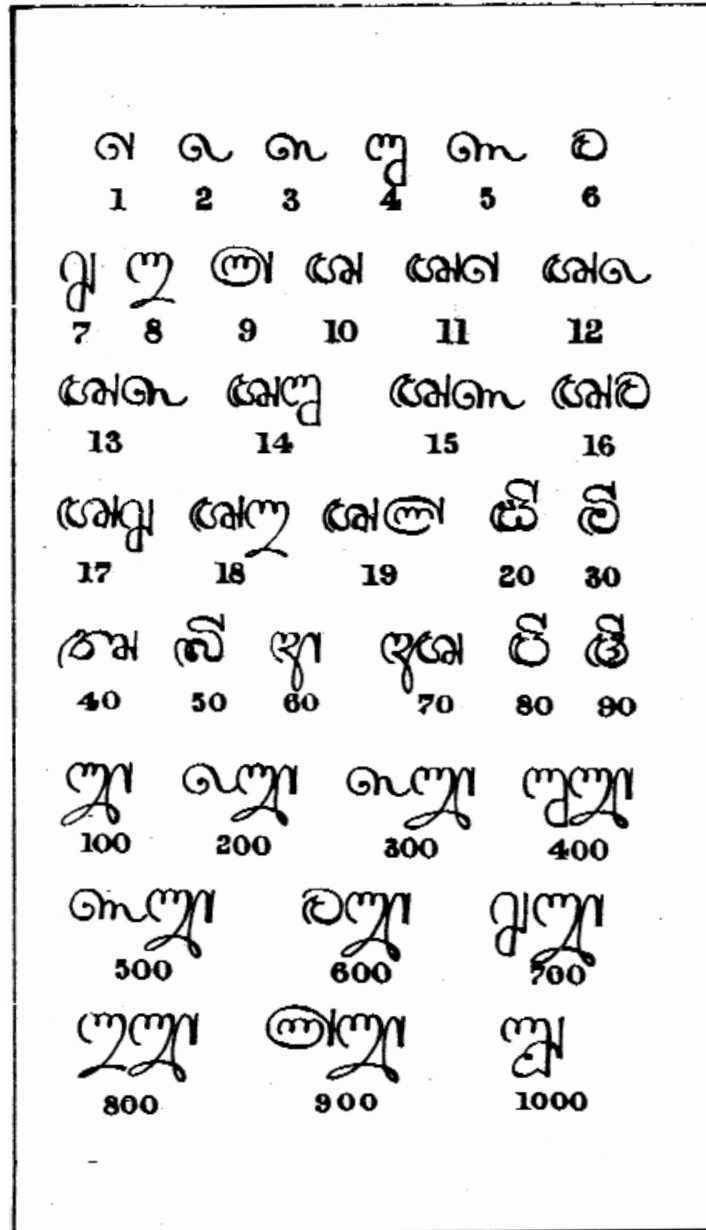 𑇡 𑇢 𑇣 𑇤 𑇥 𑇦
1 2 3 4 5 6
𑇧 𑇨 𑇩 𑇪 𑇪𑇡 𑇪𑇢
7 8 9 10 11 12
𑇪𑇣 𑇪𑇤 𑇪𑇥 𑇪𑇦
13 14 15 16
𑇪𑇧 𑇪𑇨 𑇪𑇩 𑇫 𑇬
17 18 19 20 30
𑇭 𑇮 𑇯 𑇰 𑇱 𑇲
40 50 60 70 80 90
𑇳 𑇢𑇳 𑇣𑇳 𑇤𑇳
100 200 300 400
𑇥𑇳 𑇦𑇳 𑇧𑇳
500 600 700
𑇨𑇳 𑇩𑇳 𑇴
800 900 1000